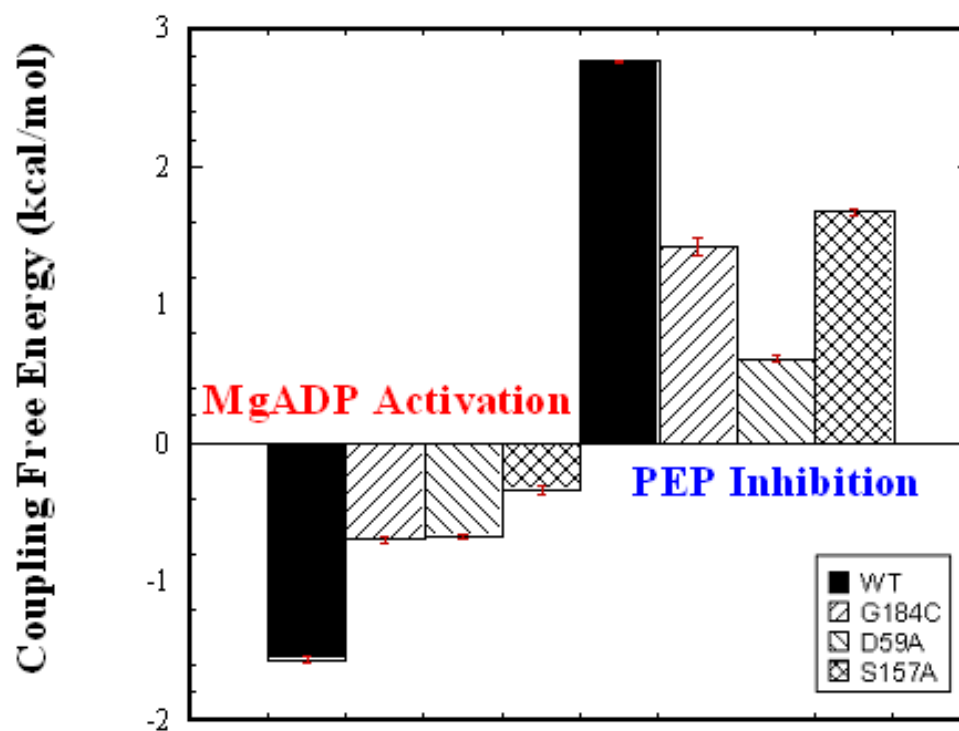 Coupling Free Energy (kcal/mol)
3
2
1
0
-1
-2
MgADP Activation
PEP Inhibition
WT
G184C
D59A
S157A